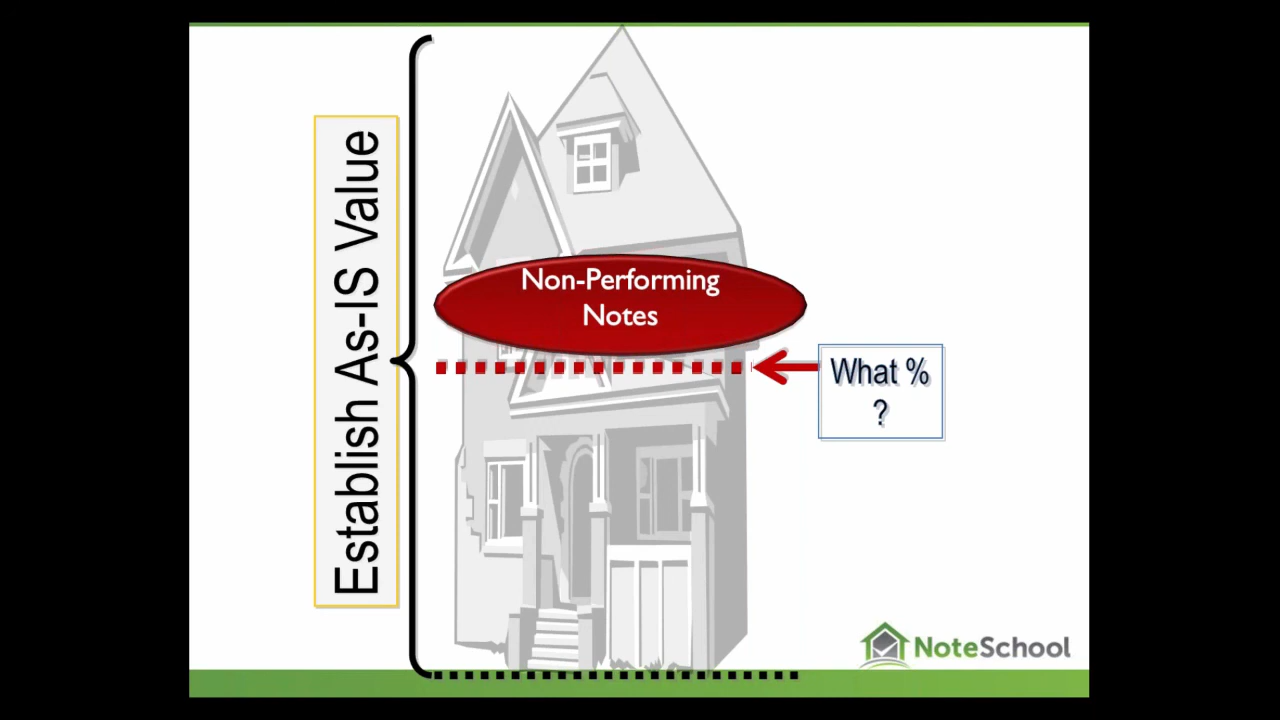 Establish As-IS Value
Non-Performing
Notes
What %
?
NoteSchool